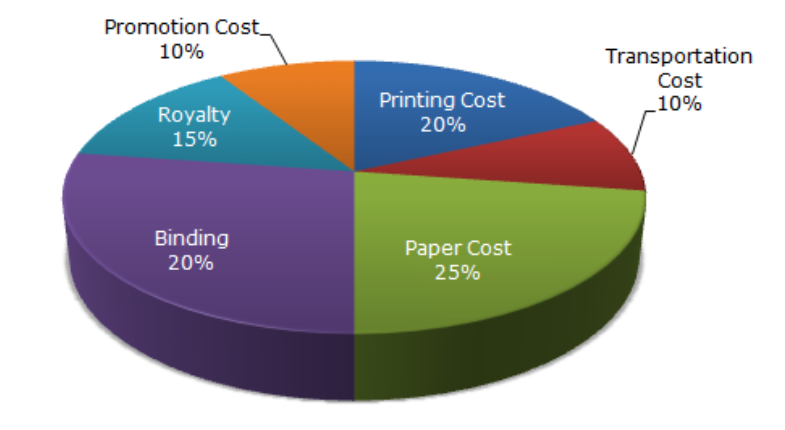 Promotion Cost
10%
Transportation
Cost
10%
Printing Cost
20%
Royalty
15%
Binding
20%
Paper Cost
25%